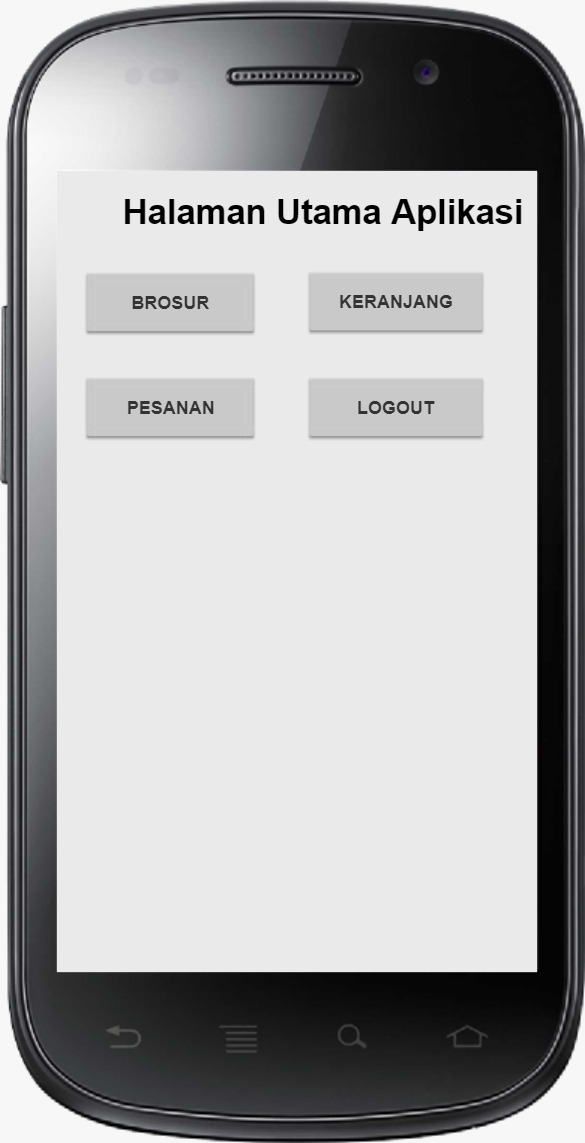 Halaman Utama Aplikasi
BROSUR
KERANJANG
PESANAN
LOGOUT